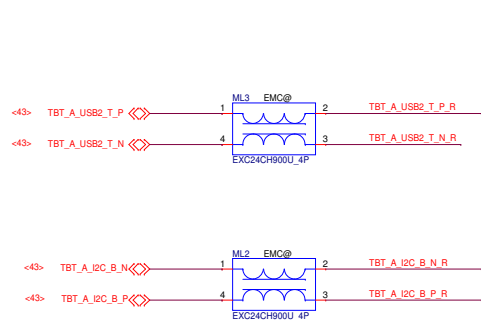 ML3 EMC@
<43> TBT_A_USB2_T_P 1 2 TBT_A_USB2_T_P_R
<43> TBT_A_USB2_T_N 4 3 TBT_A_USB2_T_N_R
EXC24CH900U_4P
ML2 EMC@
<43> TBT_A_I2C_B_N 1 2 TBT_A_I2C_B_N_R
<43> TBT_A_I2C_B_P 4 3 TBT_A_I2C_B_P_R
EXC24CH900U_4P